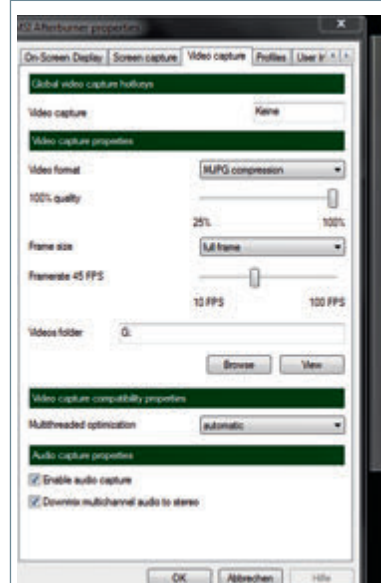 MSI Afterburner properties
On-Screen Display Screen capture Video capture Profiles User
Global video capture hotkeys
Video capture Keine
Video capture properties
Video format MJPG compression
100% quality
25% 100%
Frame size full frame
Framerate 45 FPS
10 FPS 100 FPS
Videos folder G:
Browse View
Video capture compatibility properties
Multithreaded optimization automatic
Audio capture properties
Enable audio capture
Downmix multichannel audio to stereo
OK Abbrechen Hilfe